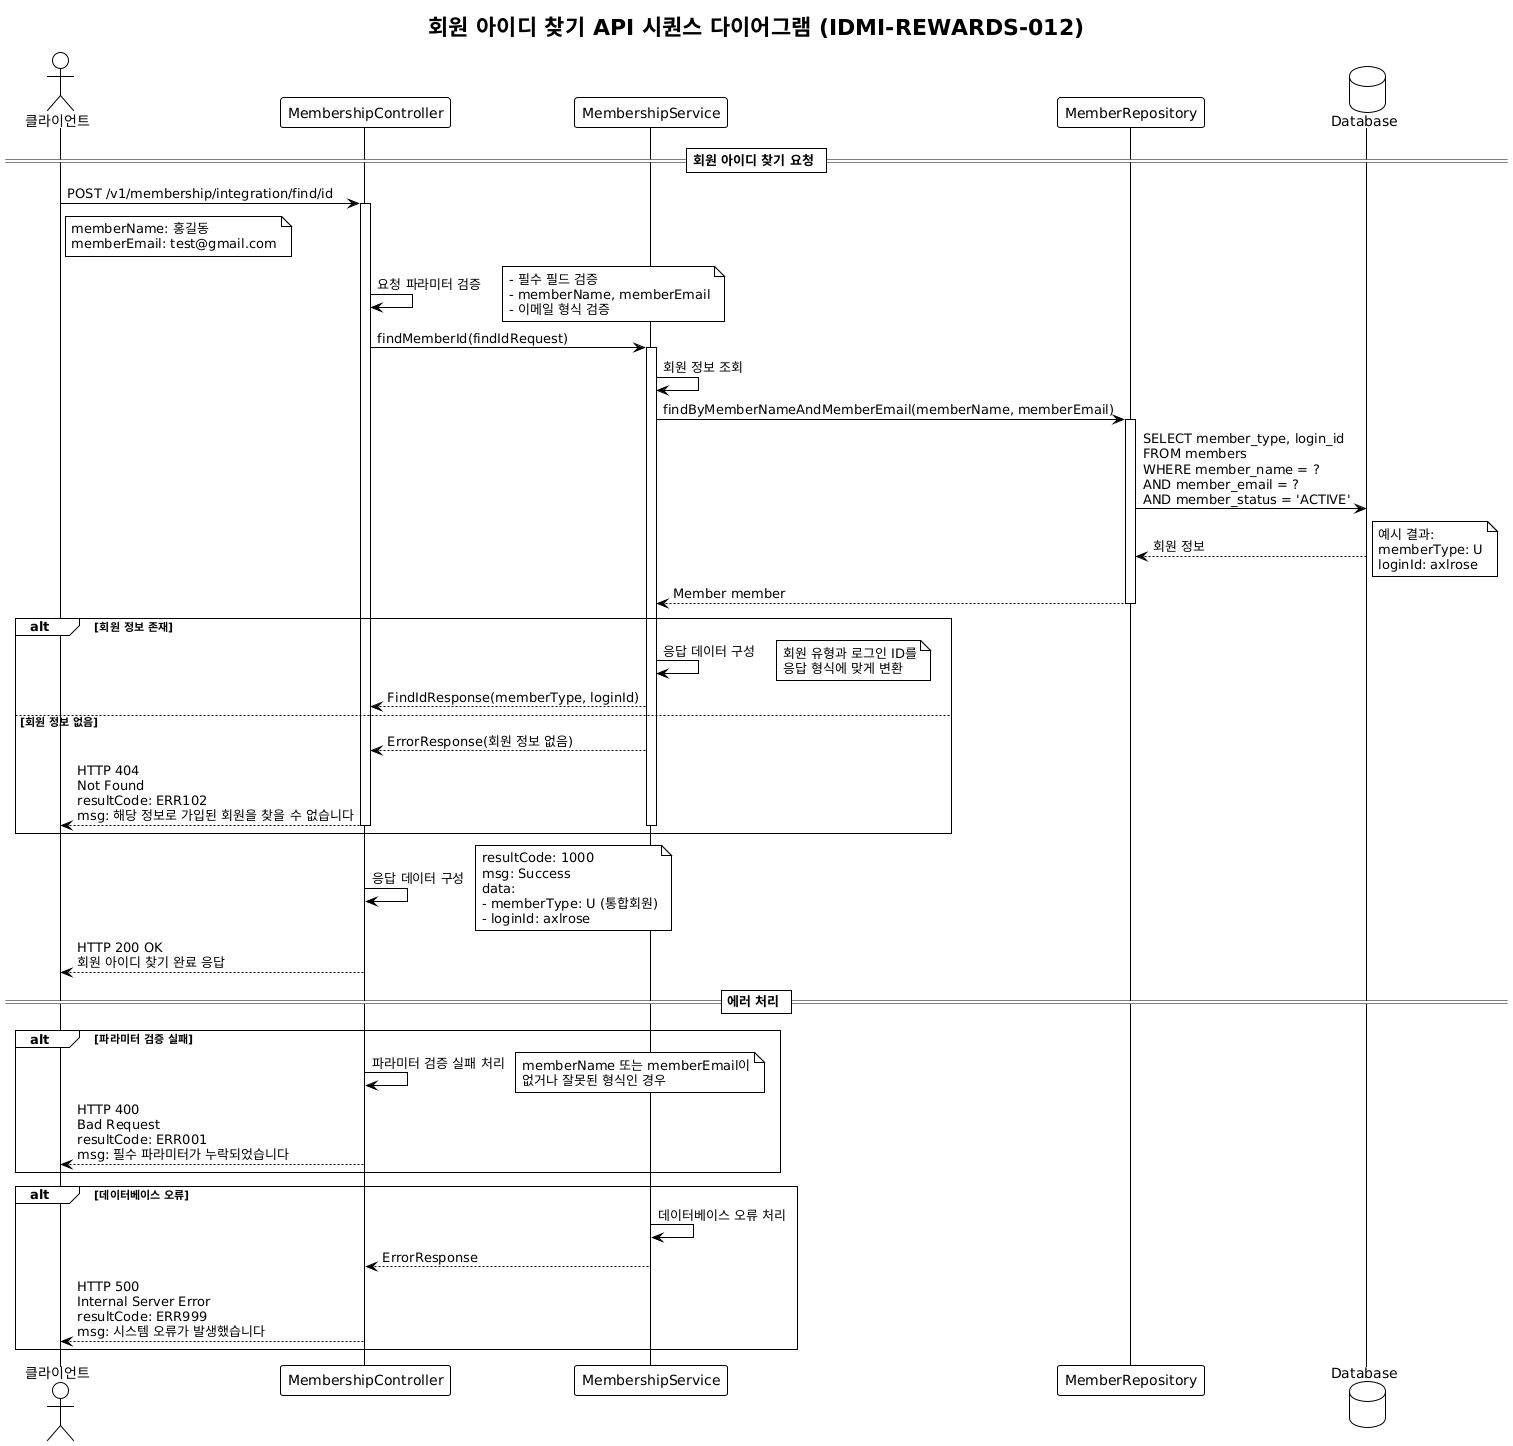 회원 아이디 찾기 API 시퀀스 다이어그램 (IDMI-REWARDS-012)
클라이언트
MembershipController
MembershipService
MemberRepository
Database
회원 아이디 찾기 요청
POST /v1/membership/integration/find/id
memberName: 홍길동
memberEmail: test@gmail.com
요청 파라미터 검증
- 필수 필드 검증
- memberName, memberEmail
- 이메일 형식 검증
findMemberId(findIdRequest)
회원 정보 조회
findByMemberNameAndMemberEmail(memberName, memberEmail)
SELECT member_type, login_id
FROM members
WHERE member_name = ?
AND member_email = ?
AND member_status = 'ACTIVE'
회원 정보
예시 결과:
memberType: U
loginId: axlrose
Member member
alt
[회원 정보 존재]
응답 데이터 구성
회원 유형과 로그인 ID를
응답 형식에 맞게 변환
FindIdResponse(memberType, loginId)
[회원 정보 없음]
ErrorResponse(회원 정보 없음)
HTTP 404
Not Found
resultCode: ERR102
msg: 해당 정보로 가입된 회원을 찾을 수 없습니다
응답 데이터 구성
resultCode: 1000
msg: Success
data:
- memberType: U (통합회원)
- loginId: axlrose
HTTP 200 OK
회원 아이디 찾기 완료 응답
에러 처리
alt
[파라미터 검증 실패]
파라미터 검증 실패 처리
memberName 또는 memberEmail이
없거나 잘못된 형식인 경우
HTTP 400
Bad Request
resultCode: ERR001
msg: 필수 파라미터가 누락되었습니다
alt
[데이터베이스 오류]
데이터베이스 오류 처리
ErrorResponse
HTTP 500
Internal Server Error
resultCode: ERR999
msg: 시스템 오류가 발생했습니다
클라이언트
MembershipController
MembershipService
MemberRepository
Database